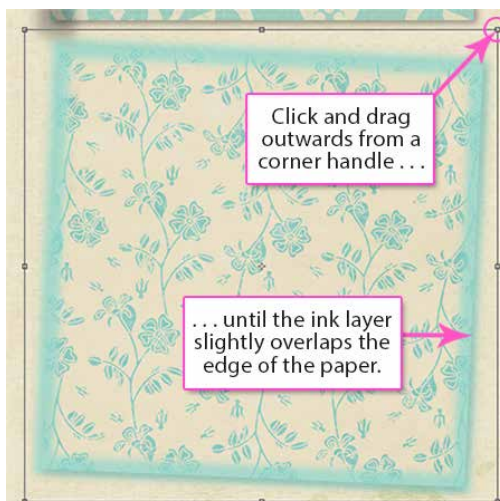 Click and drag
outwards from a
corner handle . . .
. . . until the ink layer
slightly overlaps the
edge of the paper.